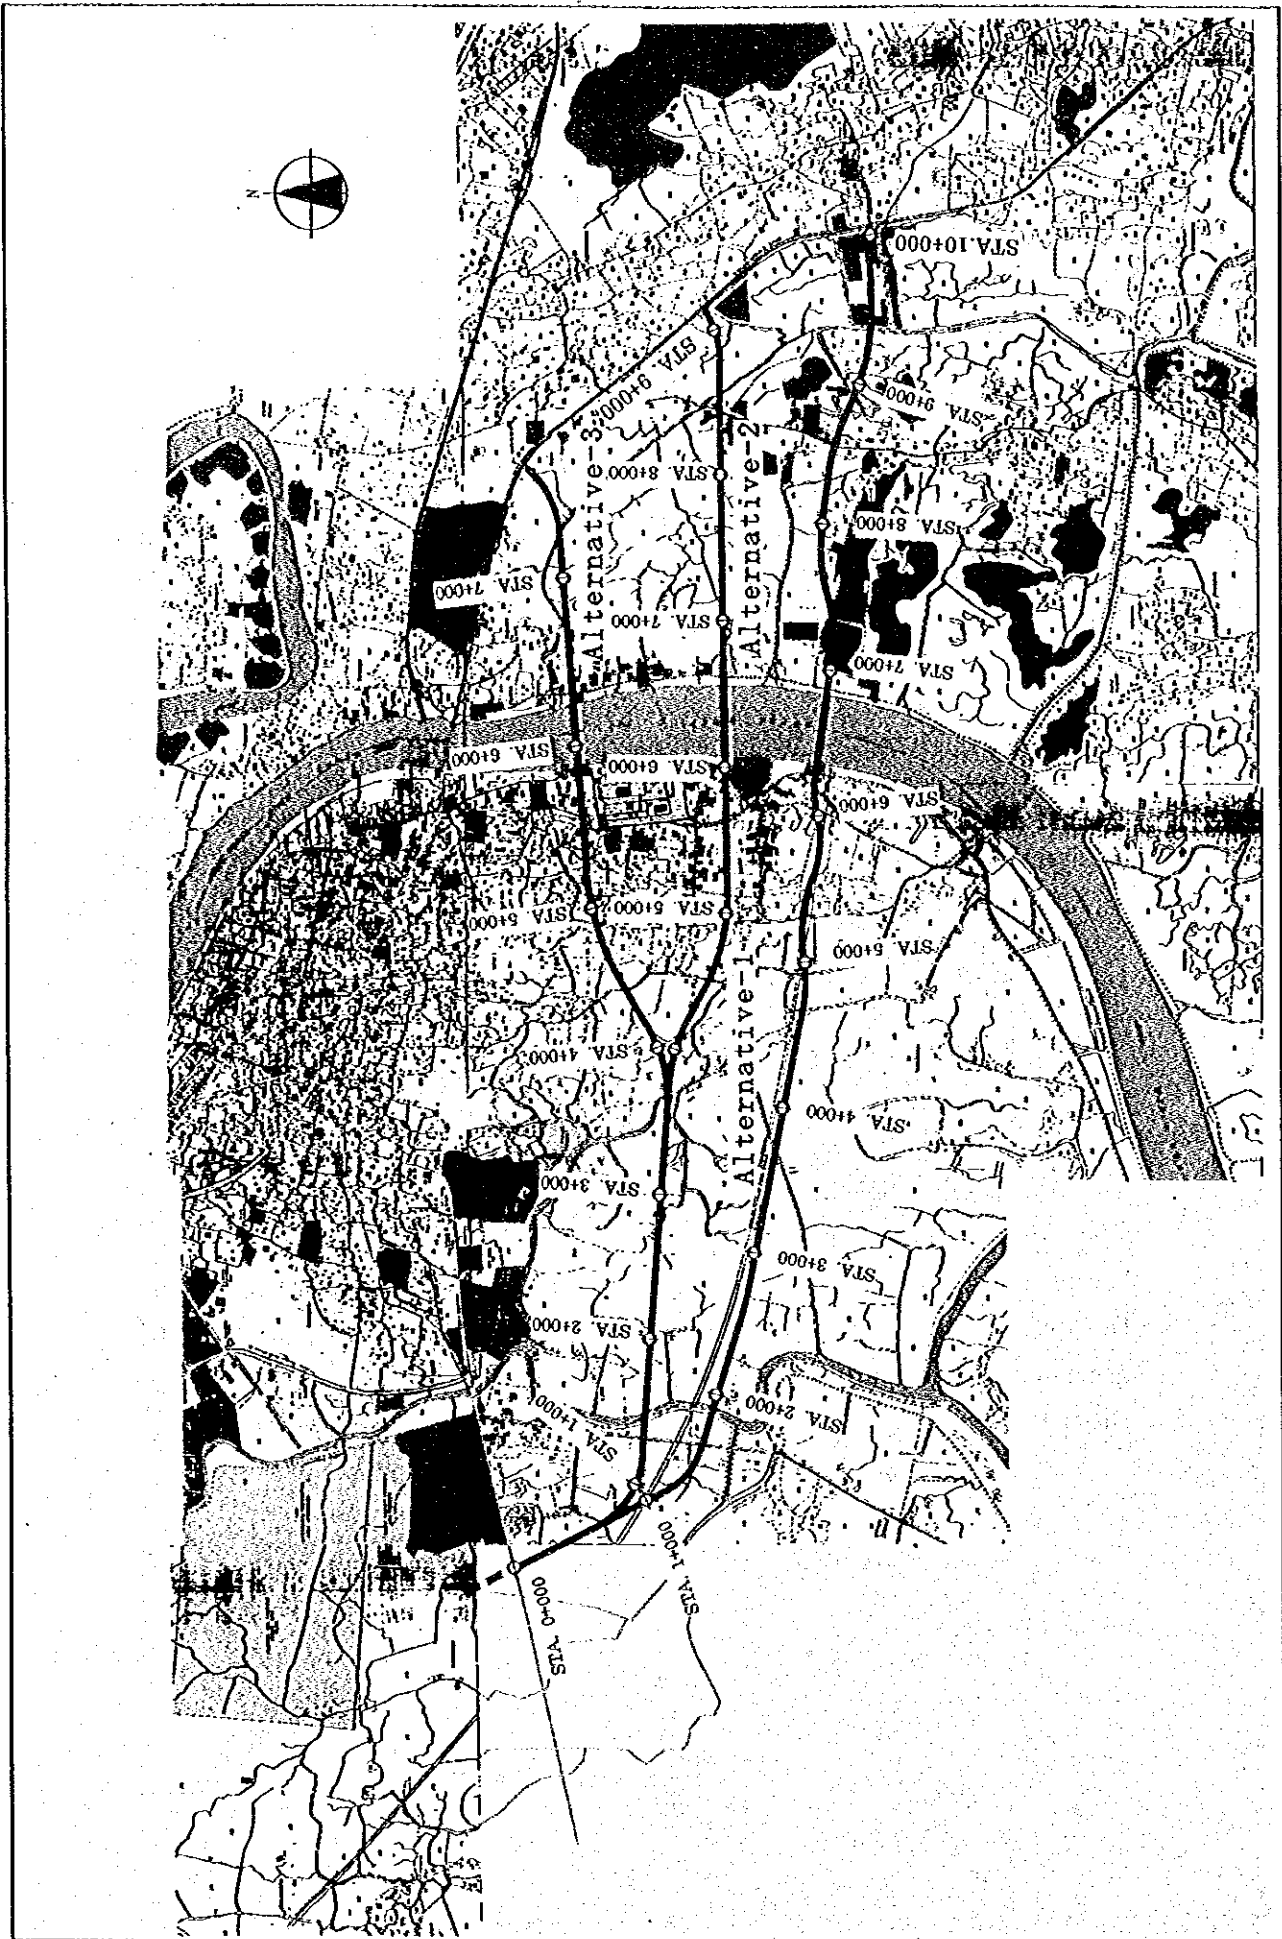 N
STA. 10+000
STA. 9+000
STA. 9+000
Alternative-3
STA. 8+000
Alternative-2
STA. 8+000
STA. 7+000
STA. 7+000
STA. 7+000
STA. 6+000
STA. 6+000
STA. 6+000
STA. 5+000
STA. 5+000
STA. 5+000
Alternative-1
STA. 4+000
STA. 4+000
STA. 3+000
STA. 3+000
STA. 2+000
STA. 2+000
STA. 1+000
STA. 1+000
STA. 0+000